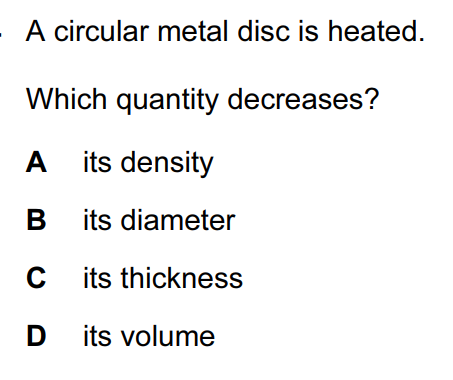 A circular metal disc is heated.
Which quantity decreases?
A its density
B its diameter
C its thickness
D its volume